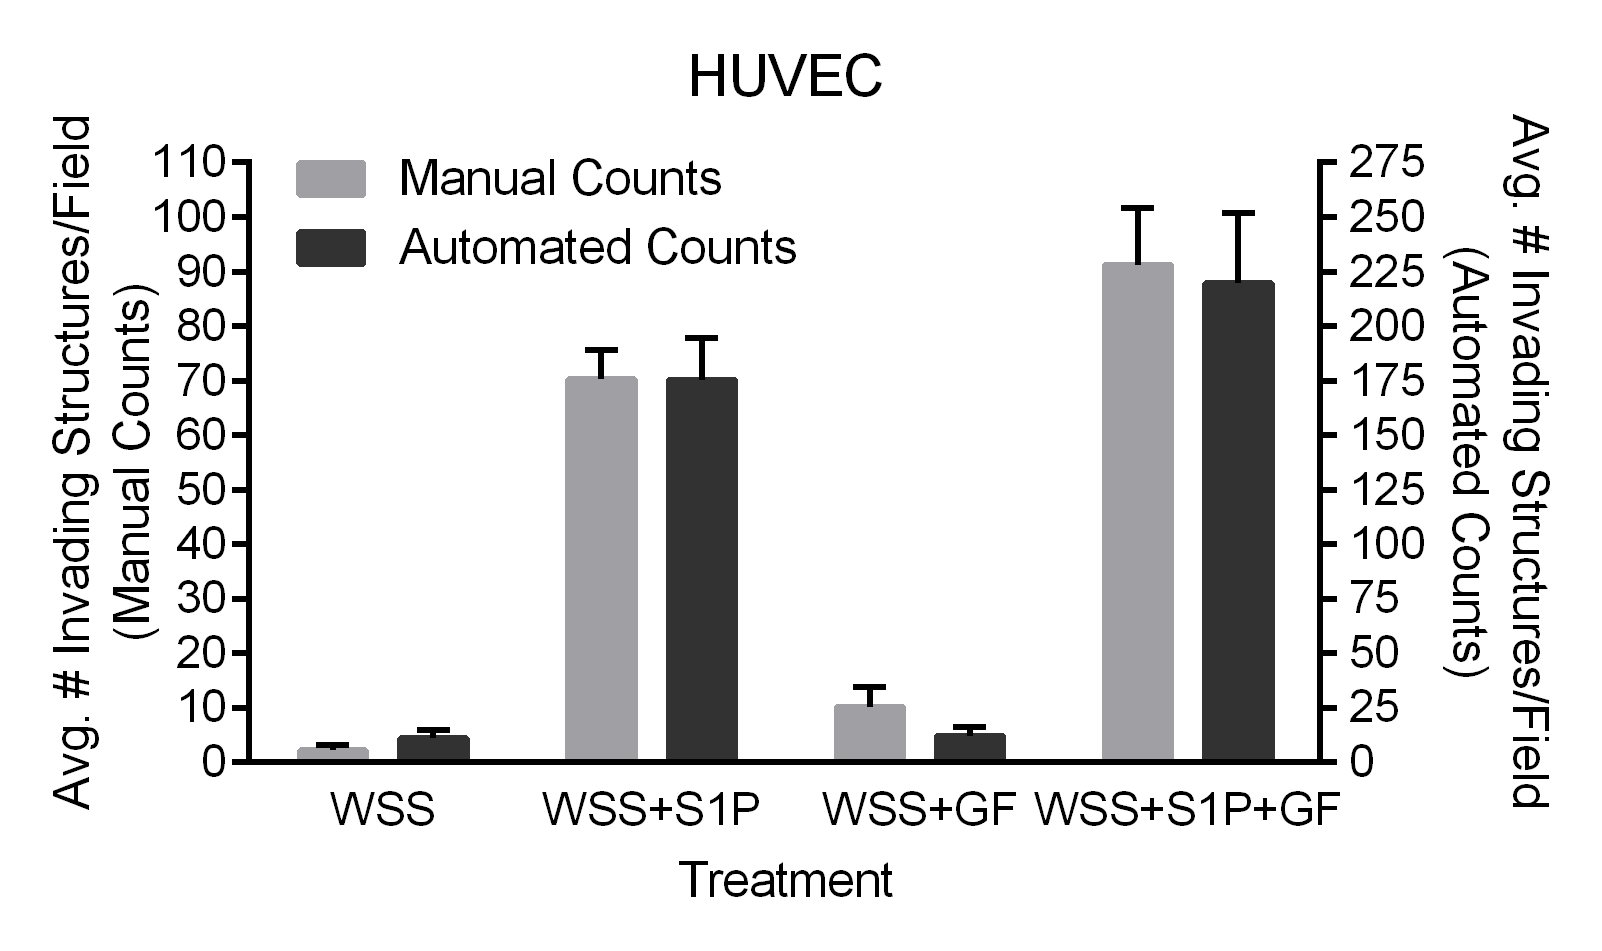 HUVEC
Avg. # Invading Structures/Field
(Manual Counts)
110
100
90
80
70
60
50
40
30
20
10
0
Manual Counts
Automated Counts
275
250
225
200
175
150
125
100
75
50
25
0
Avg. # Invading Structures/Field
(Automated Counts)
WSS
WSS+S1P
WSS+GF
WSS+S1P+GF
Treatment